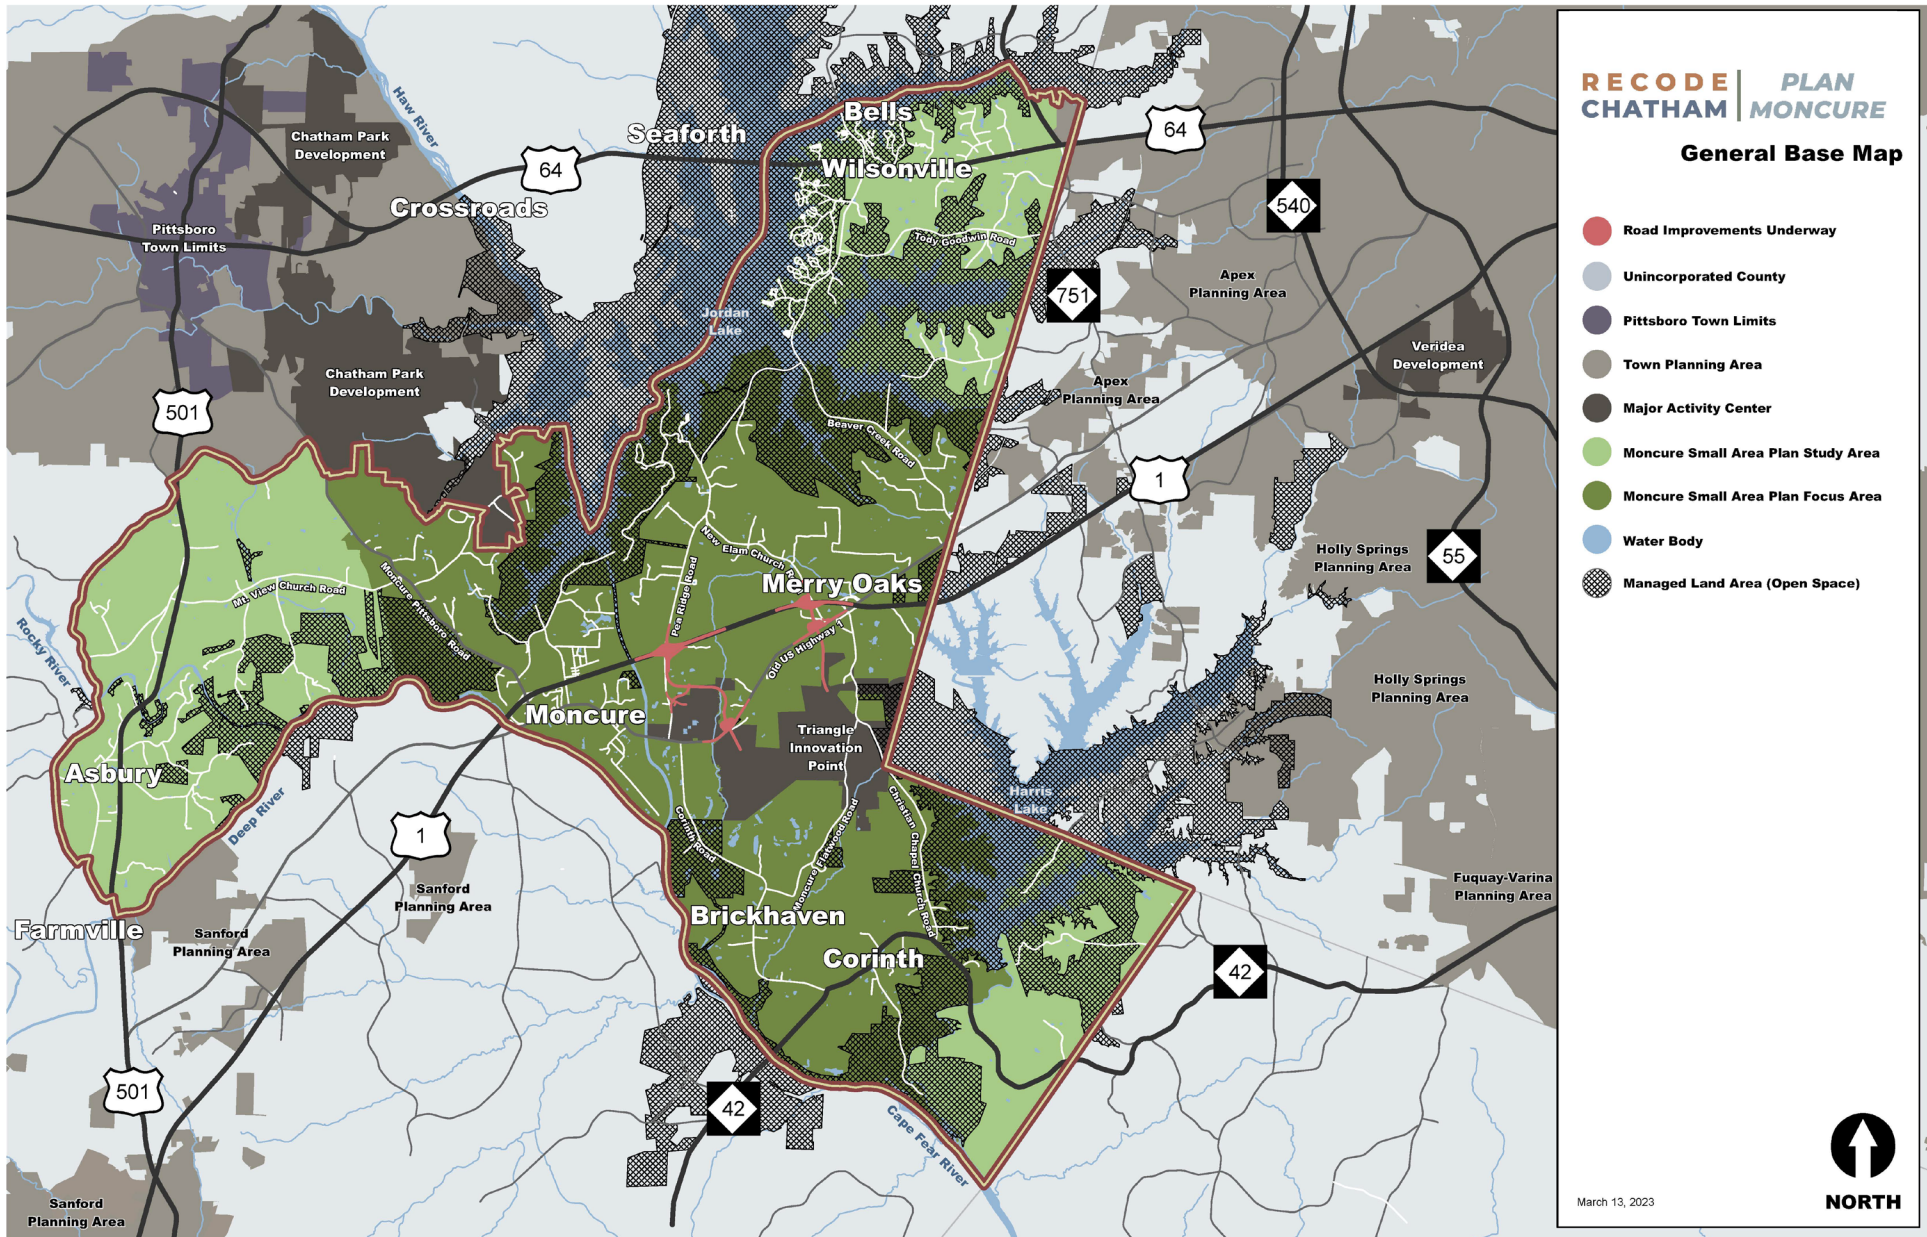 RECODE
CHATHAM
PLAN
MONCURE
General Base Map
Road Improvements Underway
Unincorporated County
Pittsboro Town Limits
Town Planning Area
Major Activity Center
Moncure Small Area Plan Study Area
Moncure Small Area Plan Focus Area
Water Body
Managed Land Area (Open Space)
March 13, 2023
NORTH
Haw River
Chatham Park
Development
Seaforth
Bells
64
Wilsonville
64
540
Crossroads
Pittsboro
Town Limits
Tody Goodwin Road
751
Apex
Planning Area
Jordan
Lake
Veridea
Development
Chatham Park
Development
Apex
Planning Area
501
Beaver Creek Road
1
New Elam Church R
Holly Springs
Planning Area
55
Merry Oaks
Mt. View Church Road
Moncure Pittsboro Road
Pea Ridge Road
Old US Highway 1
Rocky River
Holly Springs
Planning Area
Moncure
Triangle
Innovation
Point
Asbury
Harris
Lake
Deep River
1
Corinth Road
Moncure Flatwood Road
Christian Chapel Church Road
Sanford
Planning Area
Fuquay-Varina
Planning Area
Brickhaven
Farmville
Sanford
Planning Area
Corinth
42
501
42
Cape Fear River
Sanford
Planning Area